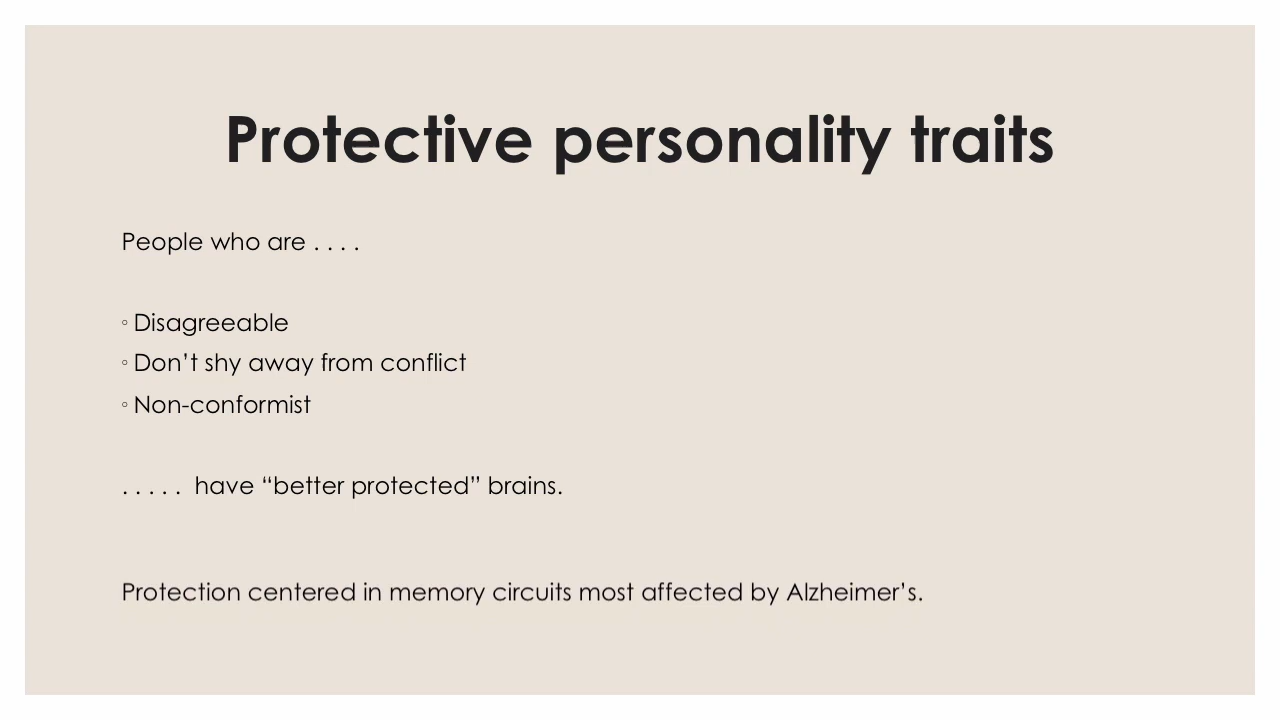 Protective personality traits
People who are . . . .
◦ Disagreeable
◦ Don’t shy away from conflict
◦ Non-conformist
. . . . .  have “better protected” brains.
Protection centered in memory circuits most affected by Alzheimer’s.